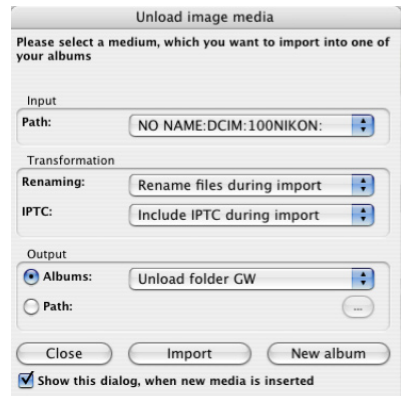 Unload image media
Please select a medium, which you want to import into one of
your albums
Input
Path: NO NAME:DCIM:100NIKON:
Transformation
Renaming: Rename files during import
IPTC: Include IPTC during import
Output
Albums: Unload folder GW
Path: ...
Close Import New album
Show this dialog, when new media is inserted